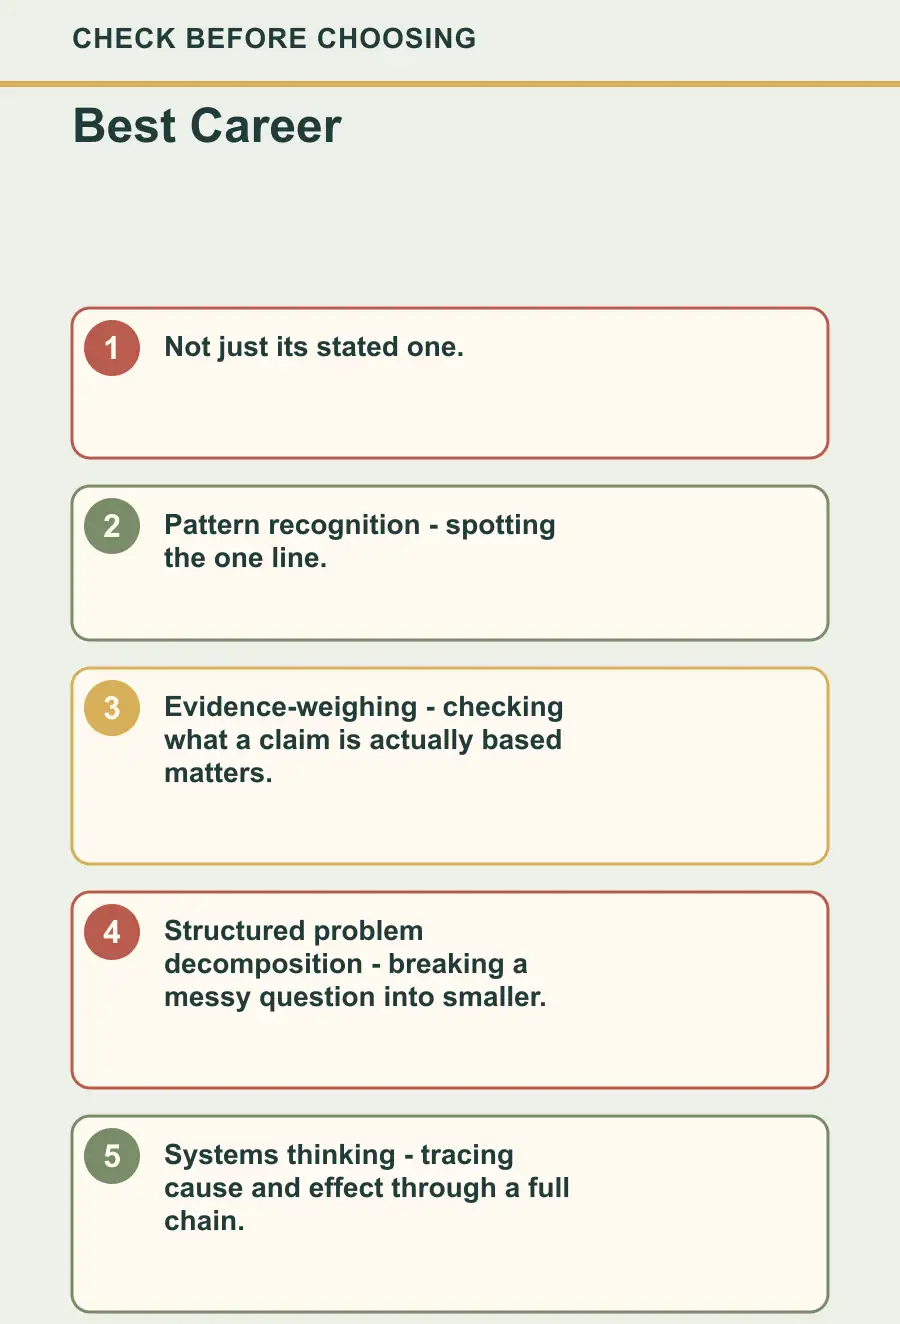 CHECK BEFORE CHOOSING
Best Career
1
Not just its stated one.
2
Pattern recognition - spotting
the one line.
3
Evidence-weighing - checking
what a claim is actually based
matters.
4
Structured problem
decomposition - breaking a
messy question into smaller.
5
Systems thinking - tracing
cause and effect through a full
chain.